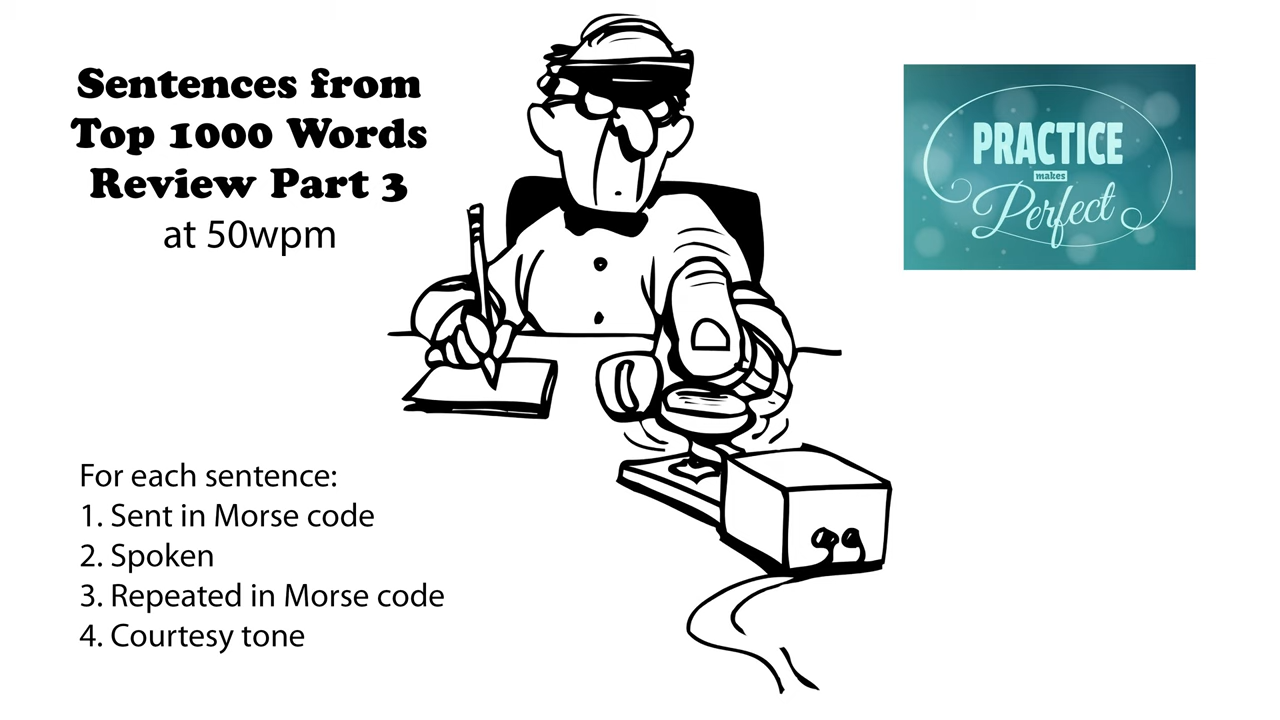 Sentences from
Top 1000 Words
Review Part 3
at 50wpm
PRACTICE
makes
Perfect
For each sentence:
1. Sent in Morse code
2. Spoken
3. Repeated in Morse code
4. Courtesy tone